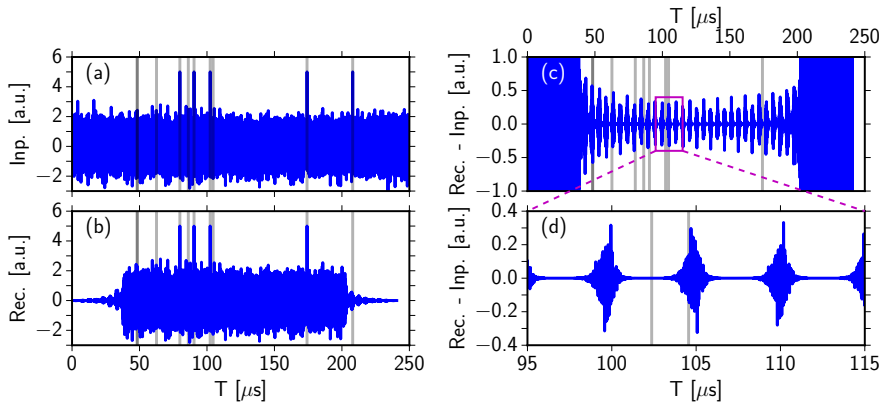 T [μs]
0 50 100 150 200 250
6
4
2
0
−2
Inp. [a.u.]
(a)
1.0
0.5
0.0
−0.5
−1.0
Rec. - Inp. [a.u.]
(c)
6
4
2
0
−2
Rec. [a.u.]
(b)
0 50 100 150 200 250
T [μs]
0.4
0.2
0.0
−0.2
−0.4
Rec. - Inp. [a.u.]
(d)
95 100 105 110 115
T [μs]